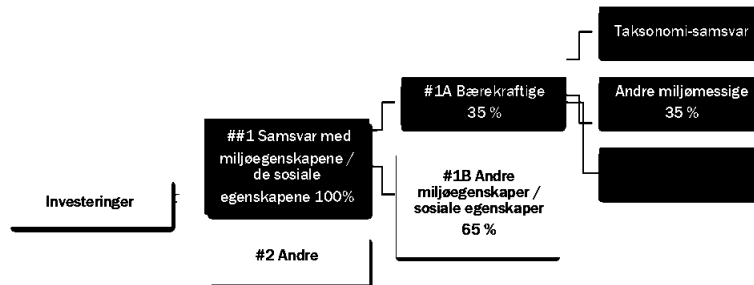 Taksonomi-samsvar
#1A Bærekraftige
35 %
Andre miljømessige
35 %
##1 Samsvar med
miljøegenskapene /
de sosiale
egenskapene 100%
#1B Andre
miljøegenskaper /
sosiale egenskaper
65 %
Investeringer
#2 Andre